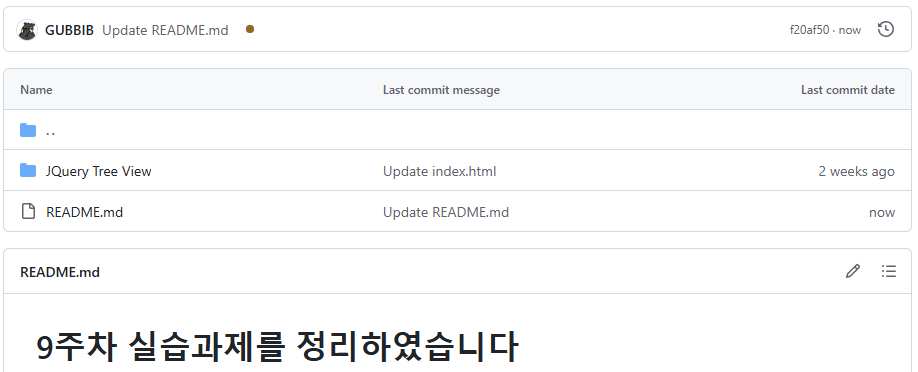 GUBBIB Update README.md f20af50 · now
Name Last commit message Last commit date
..
JQuery Tree View Update index.html 2 weeks ago
README.md Update README.md now
README.md
9주차 실습과제를 정리하였습니다